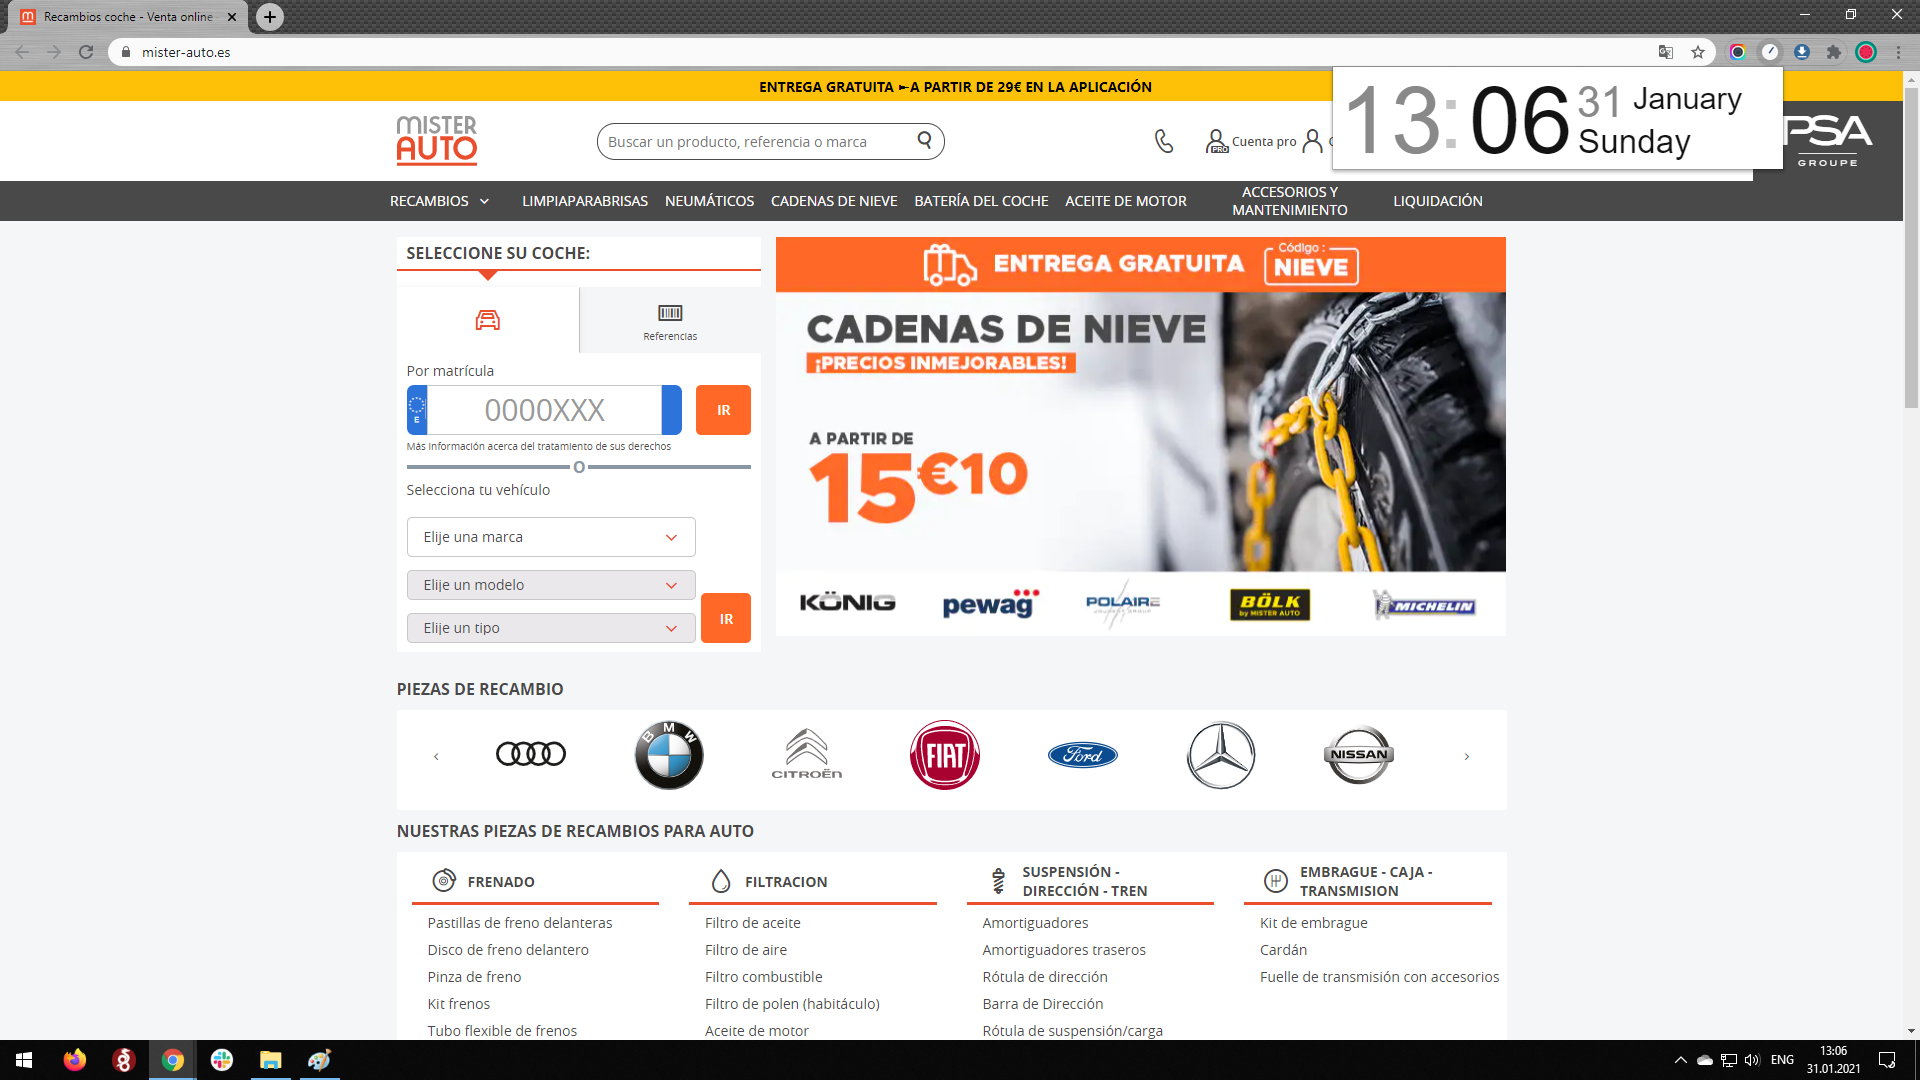 Recambios coche - Venta online
mister-auto.es
ENTREGA GRATUITA ➳ A PARTIR DE 29€ EN LA APLICACIÓN
13:06 31 January
Sunday
MISTER
AUTO
Buscar un producto, referencia o marca
PRO Cuenta pro
PSA
GROUPE
RECAMBIOS
LIMPIAPARABRISAS
NEUMÁTICOS
CADENAS DE NIEVE
BATERÍA DEL COCHE
ACEITE DE MOTOR
ACCESORIOS Y
MANTENIMIENTO
LIQUIDACIÓN
SELECCIONE SU COCHE:
Referencias
Por matrícula
E
0000XXX
IR
Más información acerca del tratamiento de sus derechos
O
Selecciona tu vehículo
Elije una marca
Elije un modelo
Elije un tipo
IR
ENTREGA GRATUITA
Código :
NIEVE
CADENAS DE NIEVE
¡PRECIOS INMEJORABLES!
A PARTIR DE
15€10
KÖNIG
pewag
POLAIRE
BÖLK
by MISTER AUTO
MICHELIN
PIEZAS DE RECAMBIO
BMW
CITROËN
FIAT
Ford
NISSAN
NUESTRAS PIEZAS DE RECAMBIOS PARA AUTO
FRENADO
Pastillas de freno delanteras
Disco de freno delantero
Pinza de freno
Kit frenos
Tubo flexible de frenos
FILTRACION
Filtro de aceite
Filtro de aire
Filtro combustible
Filtro de polen (habitáculo)
Aceite de motor
SUSPENSIÓN -
DIRECCIÓN - TREN
Amortiguadores
Amortiguadores traseros
Rótula de dirección
Barra de Dirección
Rótula de suspensión/carga
EMBRAGUE - CAJA -
TRANSMISION
Kit de embrague
Cardán
Fuelle de transmisión con accesorios
ENG
13:06
31.01.2021